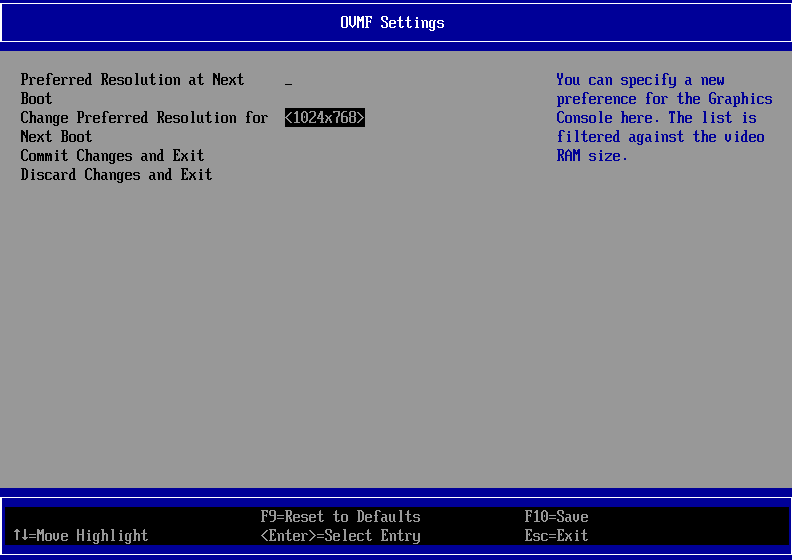 OVMF Settings
Preferred Resolution at Next _
Boot
Change Preferred Resolution for <1024x768>
Next Boot
Commit Changes and Exit
Discard Changes and Exit
You can specify a new
preference for the Graphics
Console here. The list is
filtered against the video
RAM size.
F9=Reset to Defaults F10=Save
↑↓=Move Highlight <Enter>=Select Entry Esc=Exit